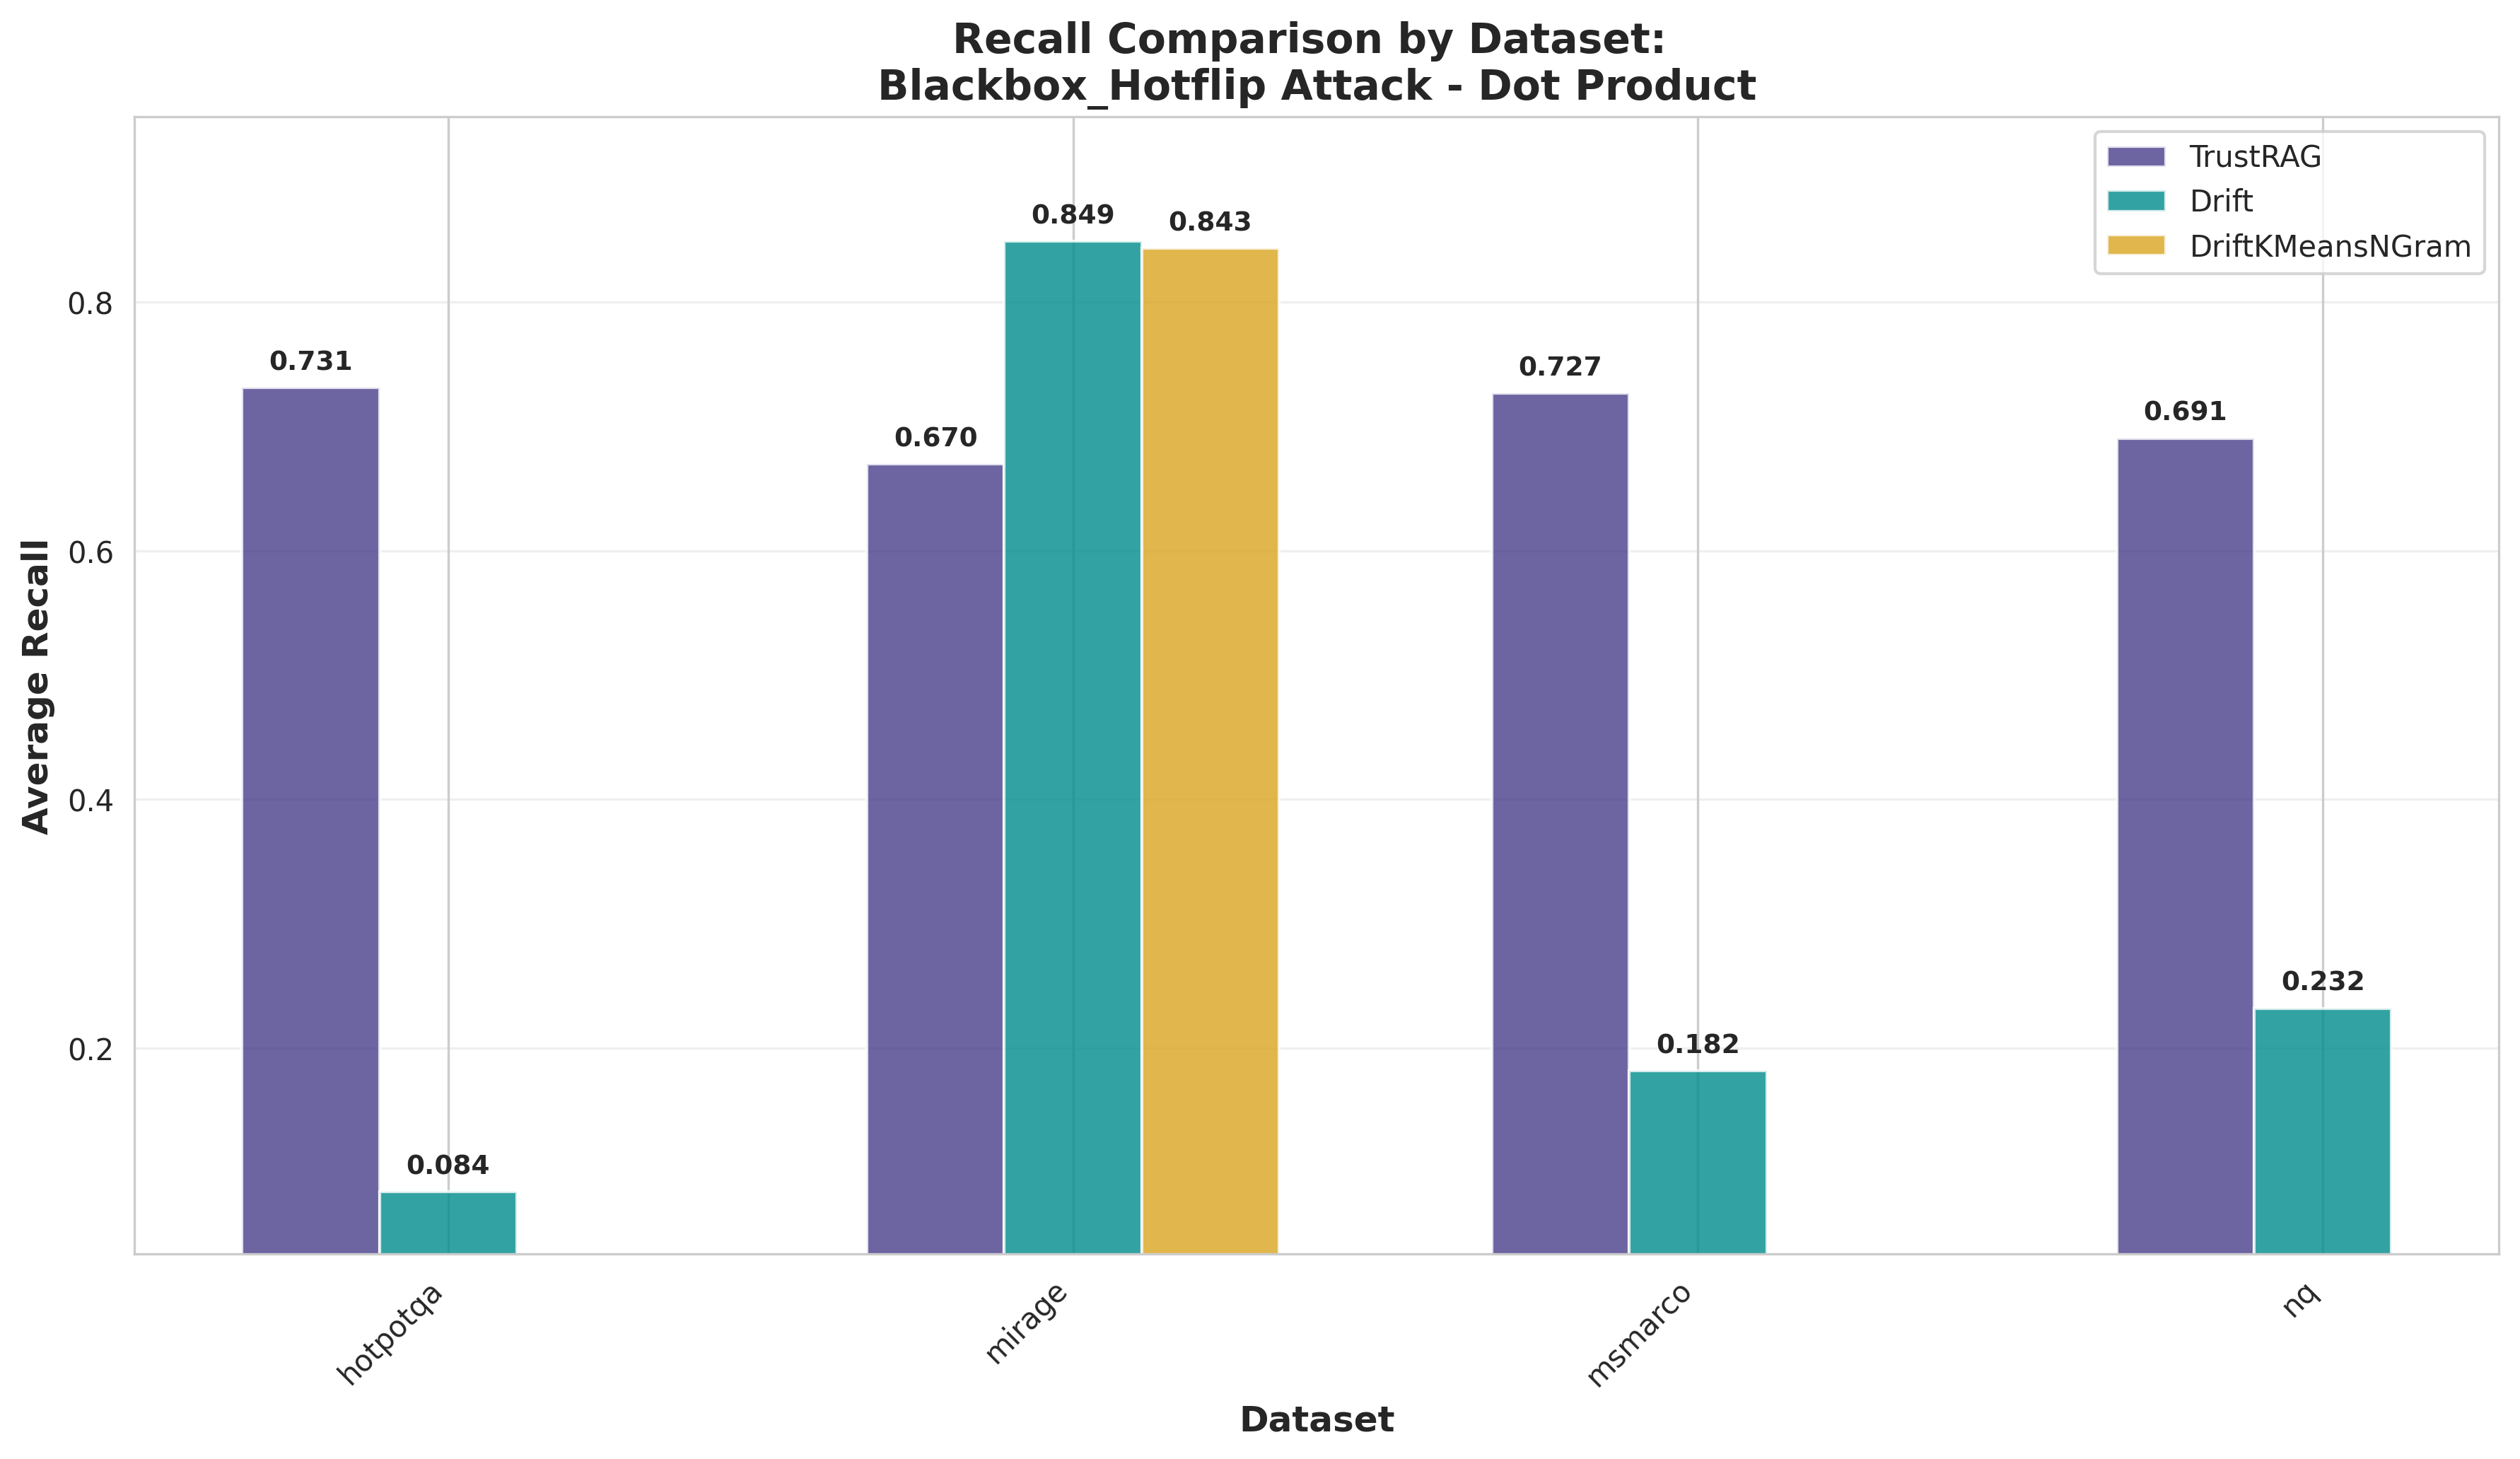 Recall Comparison by Dataset:
Blackbox_Hotflip Attack - Dot Product
TrustRAG
Drift
DriftKMeansNGram
0.849
0.843
0.8
0.731
0.727
0.691
0.670
0.6
Average Recall
0.4
0.232
0.2
0.182
0.084
hotpotqa
mirage
msmarco
nq
Dataset